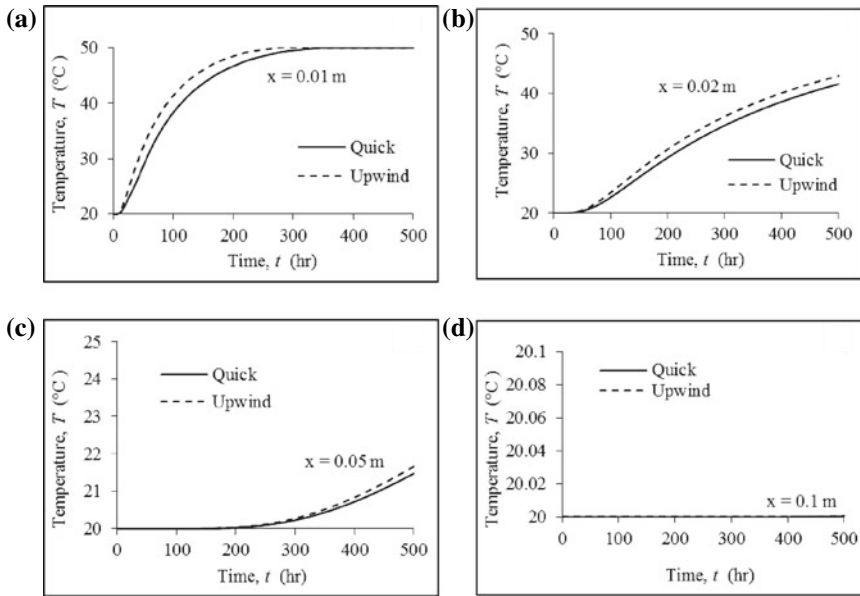 (a)
Temperature, T (°C)
50
40
30
20
x = 0.01 m
Quick
Upwind
0 100 200 300 400 500
Time, t (hr)
(b)
Temperature, T (°C)
50
40
30
20
x = 0.02 m
Quick
Upwind
0 100 200 300 400 500
Time, t (hr)
(c)
Temperature, T (°C)
25
24
23
22
21
20
Quick
Upwind
x = 0.05 m
0 100 200 300 400 500
Time, t (hr)
(d)
Temperature, T (°C)
20.1
20.08
20.06
20.04
20.02
20
Quick
Upwind
x = 0.1 m
0 100 200 300 400 500
Time, t (hr)